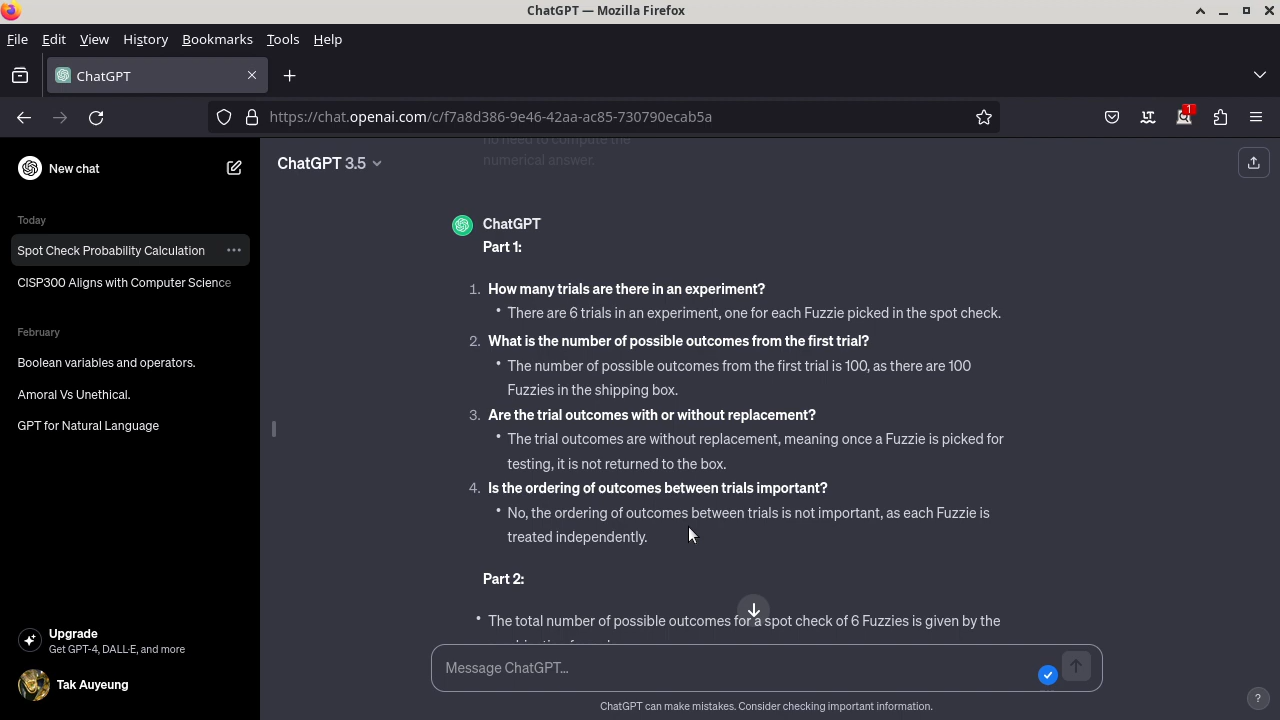 ChatGPT — Mozilla Firefox
File Edit View History Bookmarks Tools Help
ChatGPT
https://chat.openai.com/c/f7a8d386-9e46-42aa-ac85-730790ecab5a
1
New chat
Today
Spot Check Probability Calculation
CISP300 Aligns with Computer Science
February
Boolean variables and operators.
Amoral Vs Unethical.
GPT for Natural Language
Upgrade
Get GPT-4, DALL·E, and more
Tak Auyeung
ChatGPT 3.5
no need to compute the
numerical answer.
ChatGPT
Part 1:
1. How many trials are there in an experiment?
• There are 6 trials in an experiment, one for each Fuzzie picked in the spot check.
2. What is the number of possible outcomes from the first trial?
• The number of possible outcomes from the first trial is 100, as there are 100
Fuzzies in the shipping box.
3. Are the trial outcomes with or without replacement?
• The trial outcomes are without replacement, meaning once a Fuzzie is picked for
testing, it is not returned to the box.
4. Is the ordering of outcomes between trials important?
• No, the ordering of outcomes between trials is not important, as each Fuzzie is
treated independently.
Part 2:
• The total number of possible outcomes for a spot check of 6 Fuzzies is given by the
Message ChatGPT...
ChatGPT can make mistakes. Consider checking important information.
?